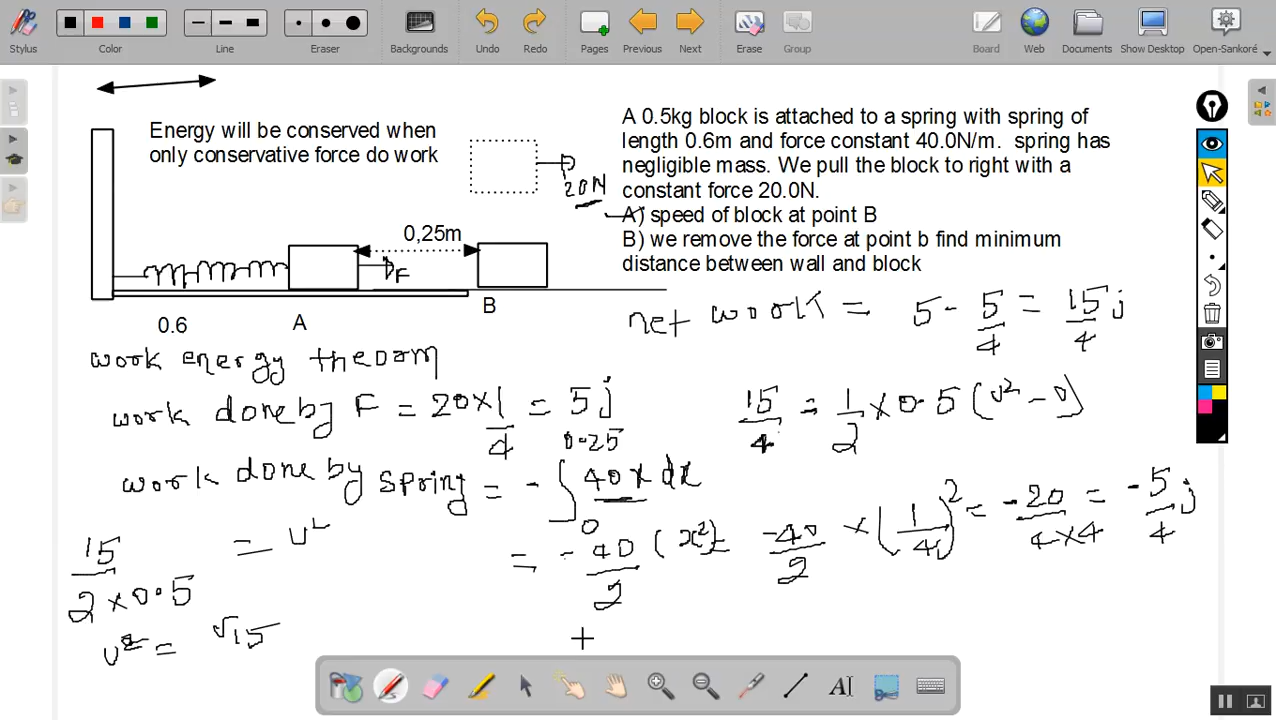 Stylus Color Line Eraser Backgrounds Undo Redo Pages Previous Next Erase Group Board Web Documents Show Desktop Open-Sankoré
Energy will be conserved when
only conservative force do work
20N
A 0.5kg block is attached to a spring with spring of
length 0.6m and force constant 40.0N/m. spring has
negligible mass. We pull the block to right with a
constant force 20.0N.
A) speed of block at point B
B) we remove the force at point b find minimum
distance between wall and block
0,25m
F
0.6 A B
net work = 5 - 5/4 = 15/4 j
work energy theorm
work done by F = 20 × 1/4 = 5 j
15/4 = 1/2 × 0.5 (v² - 0)
work done by spring = - ∫₀^0.25 40x dx
= - 40/2 (x²) = -40/2 × (1/4)² = -20/4×4 = -5/4 j
15/2×0.5 = v²
v = √15